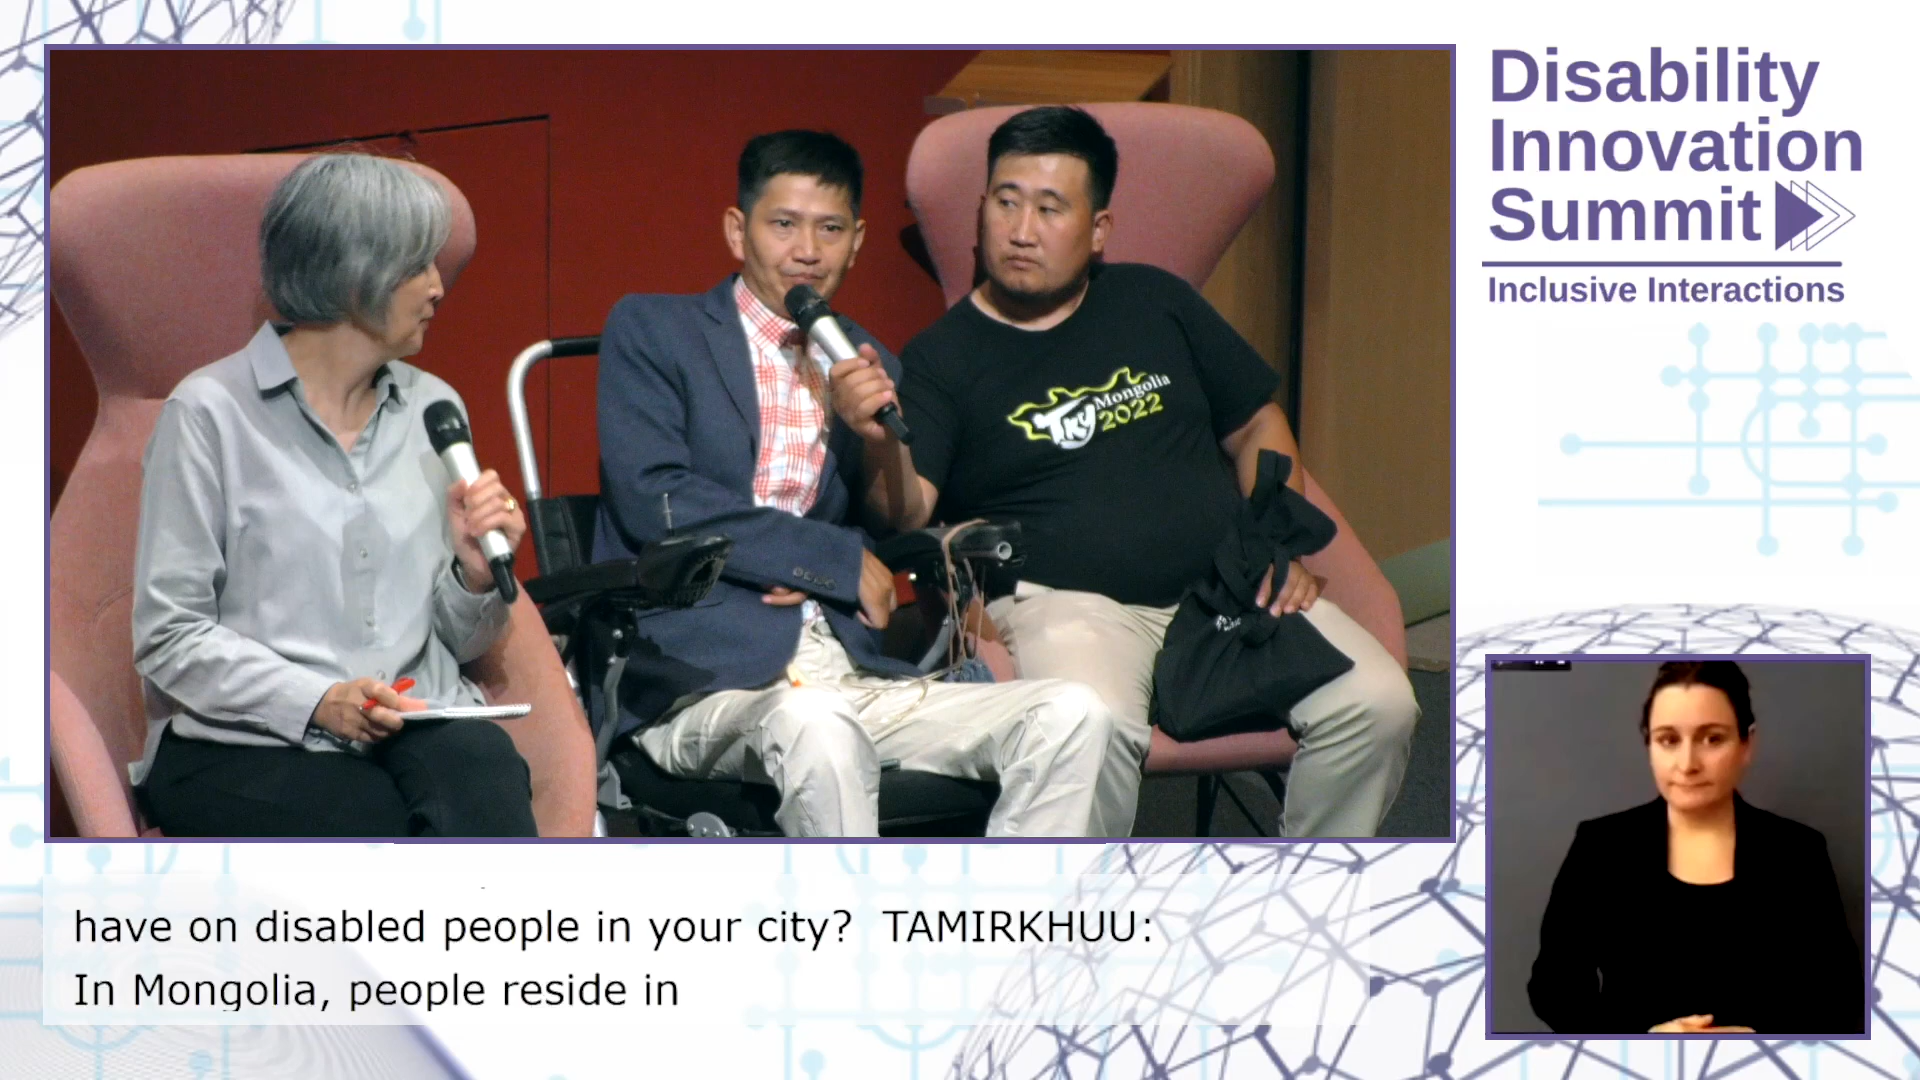 Disability
Innovation
Summit
Inclusive Interactions
TKY Mongolia
2022
have on disabled people in your city?  TAMIRKHUU:
In Mongolia, people reside in